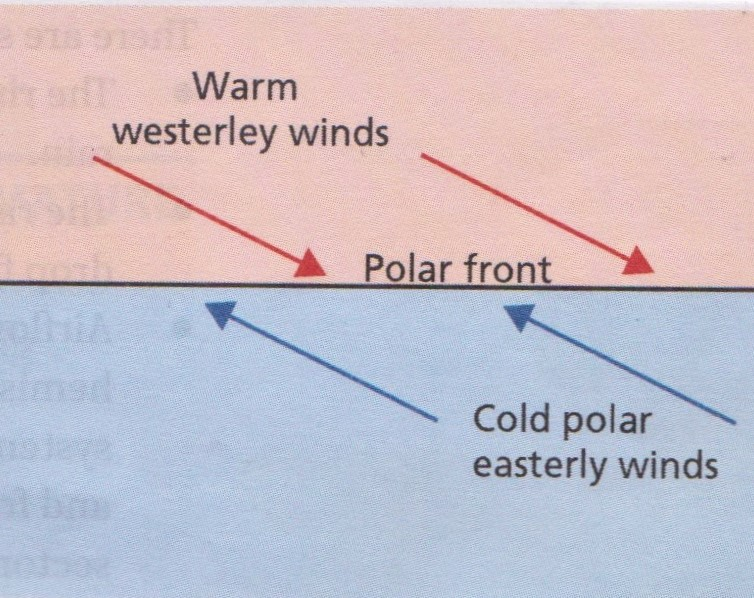 Warm
westerley winds
Polar front
Cold polar
easterly winds